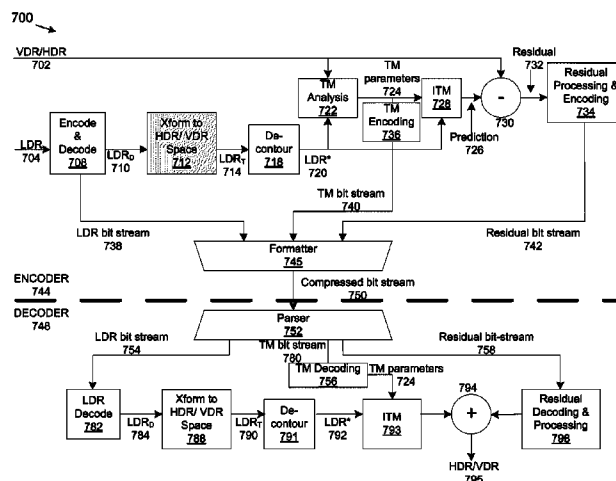 700
VDR/HDR
702
Residual
732
TM
parameters
724
TM
Analysis
722
ITM
728
-
730
Residual
Processing &
Encoding
734
TM
Encoding
736
Prediction
726
LDR
704
Encode
&
Decode
708
LDRD
710
Xform to
HDR/ VDR
Space
712
LDRT
714
De-
contour
718
LDR*
720
TM bit stream
740
LDR bit stream
738
Residual bit stream
742
Formatter
745
ENCODER
744
Compressed bit stream
750
DECODER
748
Parser
752
LDR bit stream
754
TM bit stream
780
Residual bit-stream
758
TM Decoding
756
TM parameters
724
LDR
Decode
782
LDRD
784
Xform to
HDR/ VDR
Space
788
LDRT
790
De-
contour
791
LDR*
792
ITM
793
794
+
Residual
Decoding &
Processing
798
HDR/VDR
795